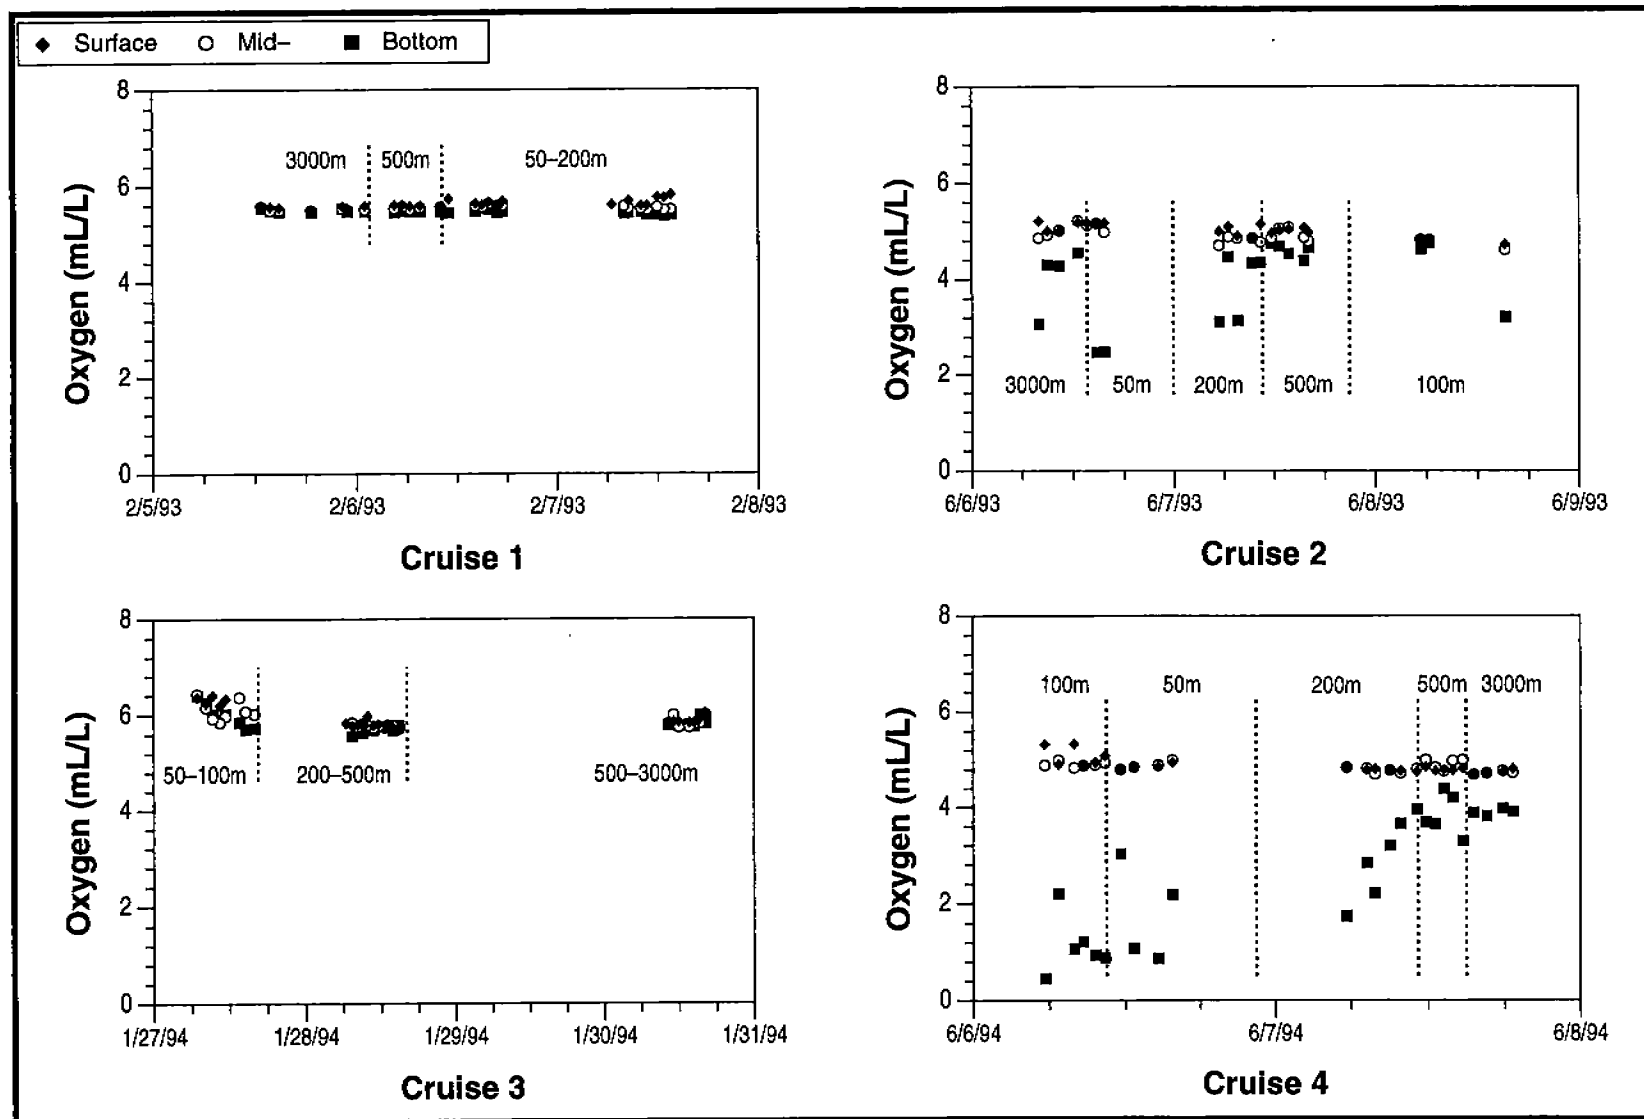 Surface Mid– Bottom
8
6
4
2
0
Oxygen (mL/L)
3000m 500m 50–200m
2/5/93 2/6/93 2/7/93 2/8/93
Cruise 1
8
6
4
2
0
Oxygen (mL/L)
3000m 50m 200m 500m 100m
6/6/93 6/7/93 6/8/93 6/9/93
Cruise 2
8
6
4
2
0
Oxygen (mL/L)
50–100m 200–500m 500–3000m
1/27/94 1/28/94 1/29/94 1/30/94 1/31/94
Cruise 3
8
6
4
2
0
Oxygen (mL/L)
100m 50m 200m 500m 3000m
6/6/94 6/7/94 6/8/94
Cruise 4